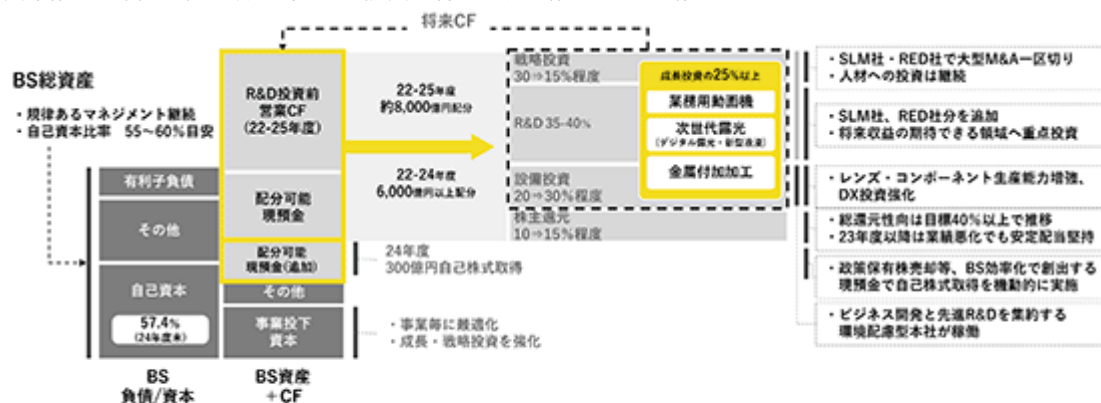 将来CF
BS総資産
・規律あるマネジメント継続
・自己資本比率 55～60%目安
有利子負債
その他
自己資本
57.4%
(24年度末)
BS
負債/資本
R&D投資前
営業CF
(22-25年度)
配分可能
現預金
配分可能
現預金(追加)
その他
事業投下
資本
BS資産
+CF
22-25年度
約8,000億円配分
22-24年度
6,000億円以上配分
24年度
300億円自己株式取得
・事業毎に最適化
・成長・戦略投資を強化
戦略投資
30⇒15%程度
R&D 35-40%
設備投資
20⇒30%程度
株主還元
10⇒15%程度
成長投資の25%以上
業務用動画機
次世代露光
(デジタル露光・新型液浸)
金属付加加工
・SLM社・RED社で大型M&A一区切り
・人材への投資は継続
・SLM社、RED社分を追加
・将来収益の期待できる領域へ重点投資
・レンズ・コンポーネント生産能力増強、
DX投資強化
・総還元性向は目標40%以上で推移
・23年度以降は業績悪化でも安定配当堅持
・政策保有株売却等、BS効率化で創出する
現預金で自己株式取得を機動的に実施
・ビジネス開発と先進R&Dを集約する
環境配慮型本社が稼働